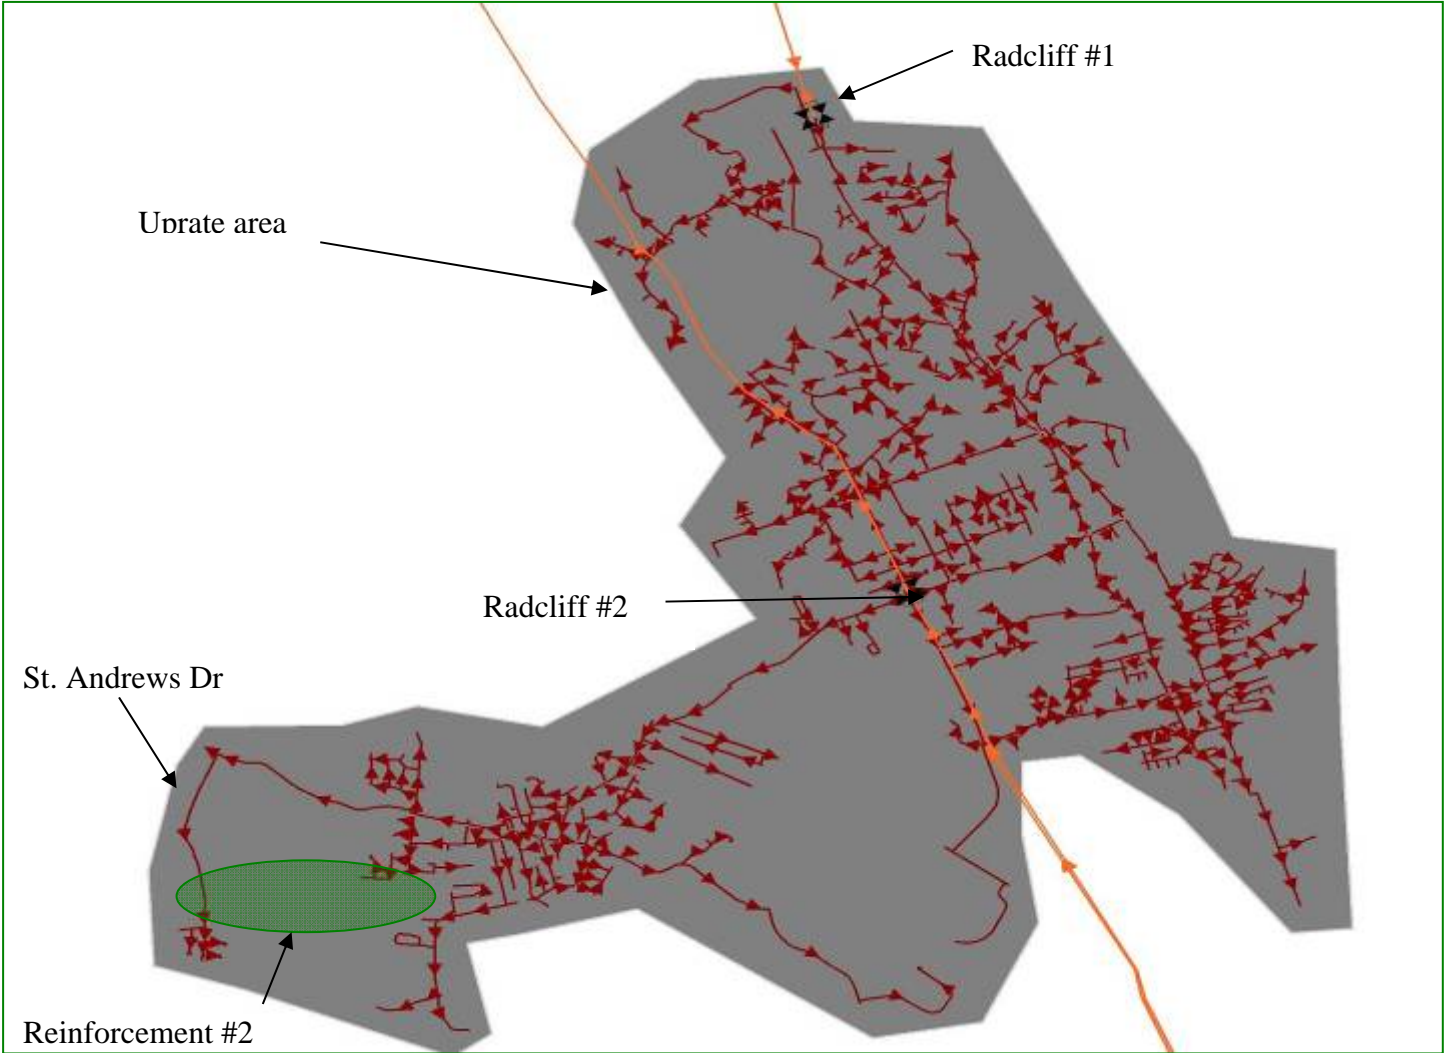 Radcliff #1
Uprate area
Radcliff #2
St. Andrews Dr
Reinforcement #2